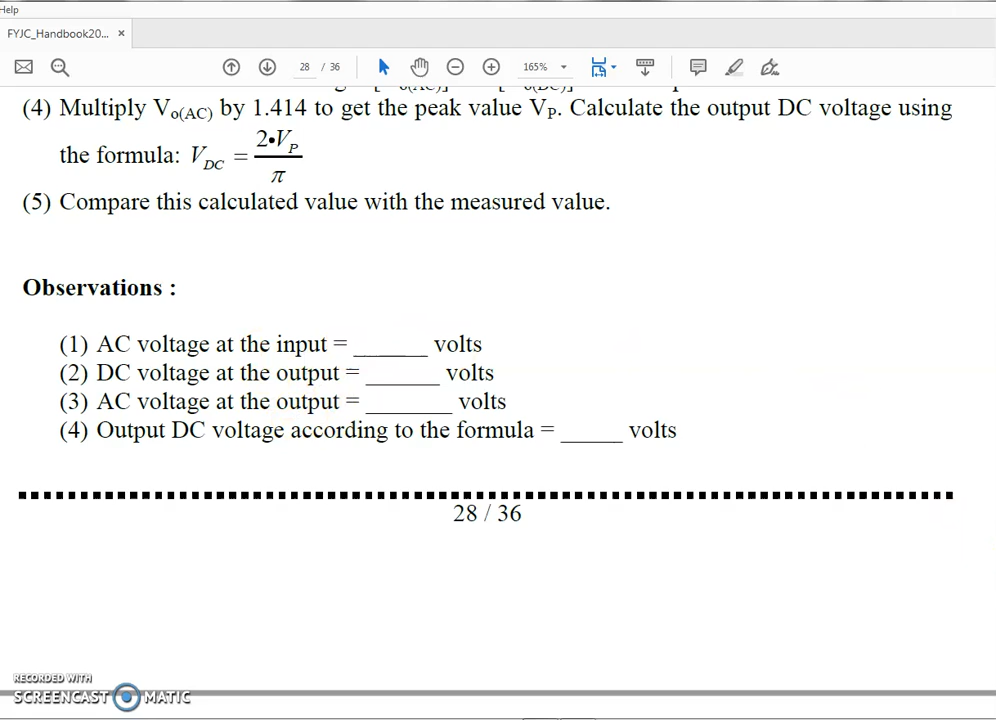 Help
FYJC_Handbook20... ×
28 / 36 165%
(4) Multiply Vo(AC) by 1.414 to get the peak value VP. Calculate the output DC voltage using
the formula: VDC = 2•VP / π
(5) Compare this calculated value with the measured value.
Observations :
(1) AC voltage at the input = ______ volts
(2) DC voltage at the output = ______ volts
(3) AC voltage at the output = _______ volts
(4) Output DC voltage according to the formula = _____ volts
28 / 36
RECORDED WITH
SCREENCAST MATIC